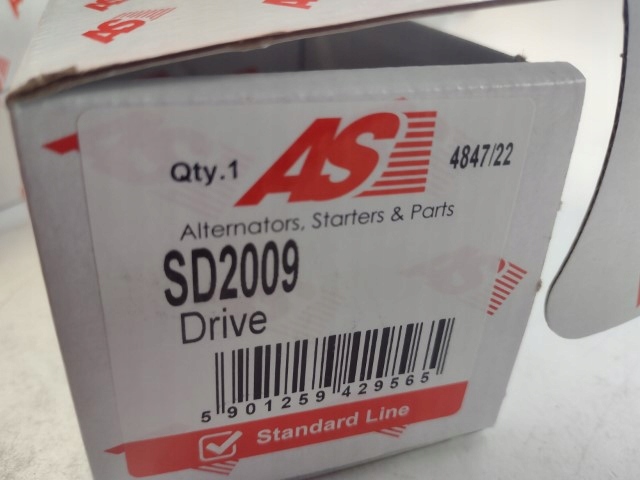 Qty.1 AS 4847/22
Alternators, Starters & Parts
SD2009
Drive
5 901259 429565
Standard Line